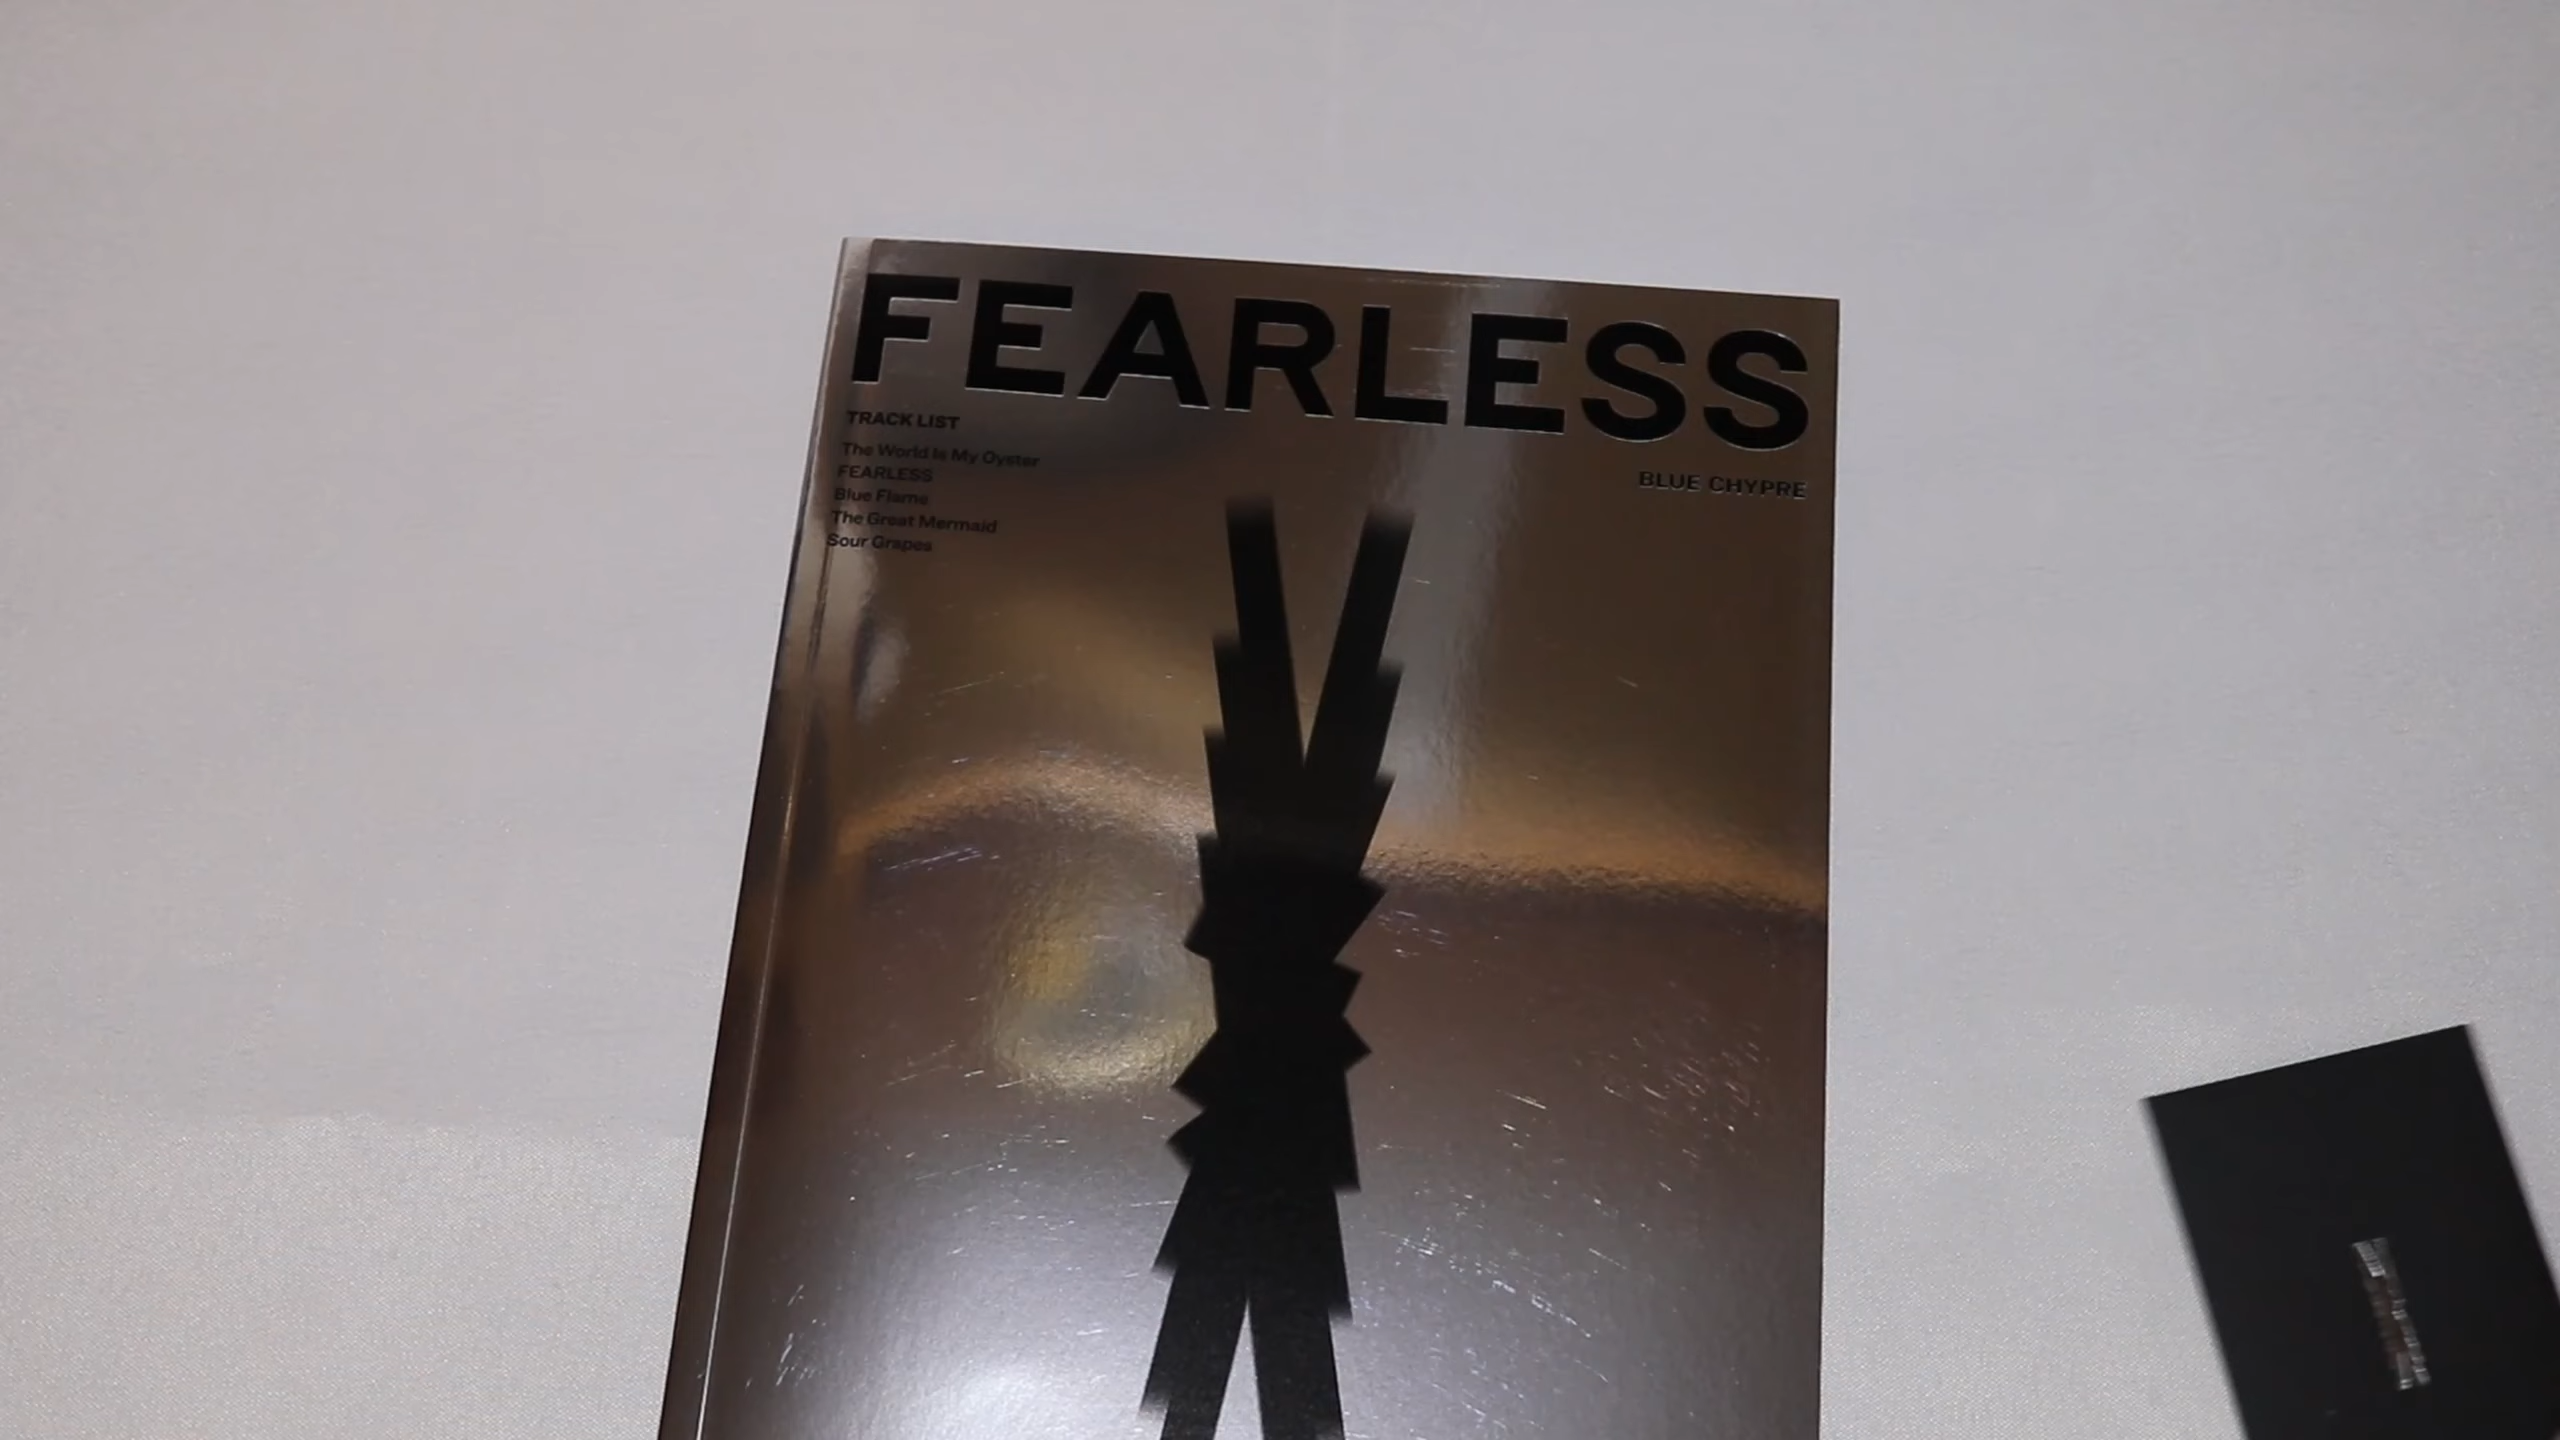 FEARLESS
TRACK LIST
The World Is My Oyster
FEARLESS
Blue Flame
The Great Mermaid
Sour Grapes
BLUE CHYPRE